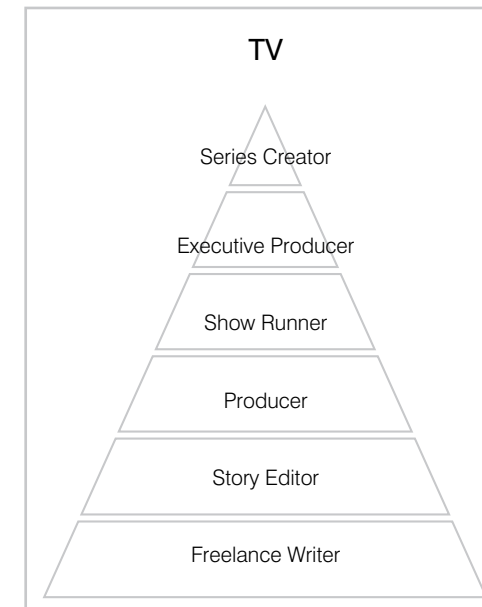 TV
Series Creator
Executive Producer
Show Runner
Producer
Story Editor
Freelance Writer